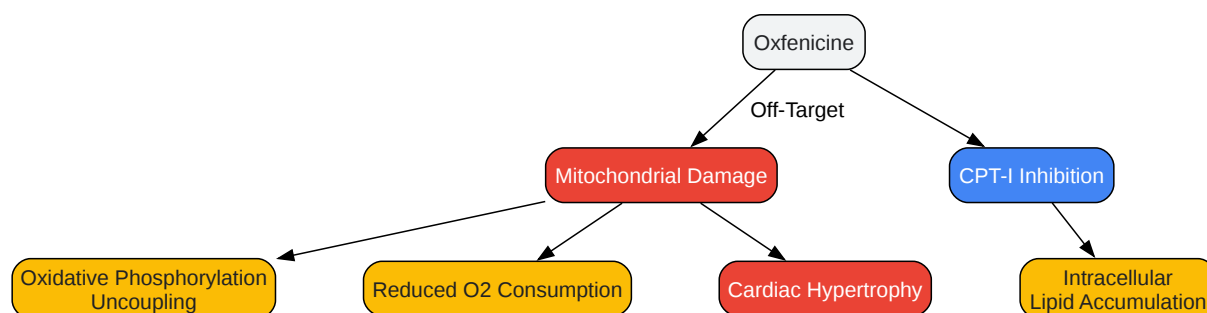 Oxfenicine
Off-Target
Mitochondrial Damage
CPT-I Inhibition
Oxidative Phosphorylation
Uncoupling
Reduced O2 Consumption
Cardiac Hypertrophy
Intracellular
Lipid Accumulation